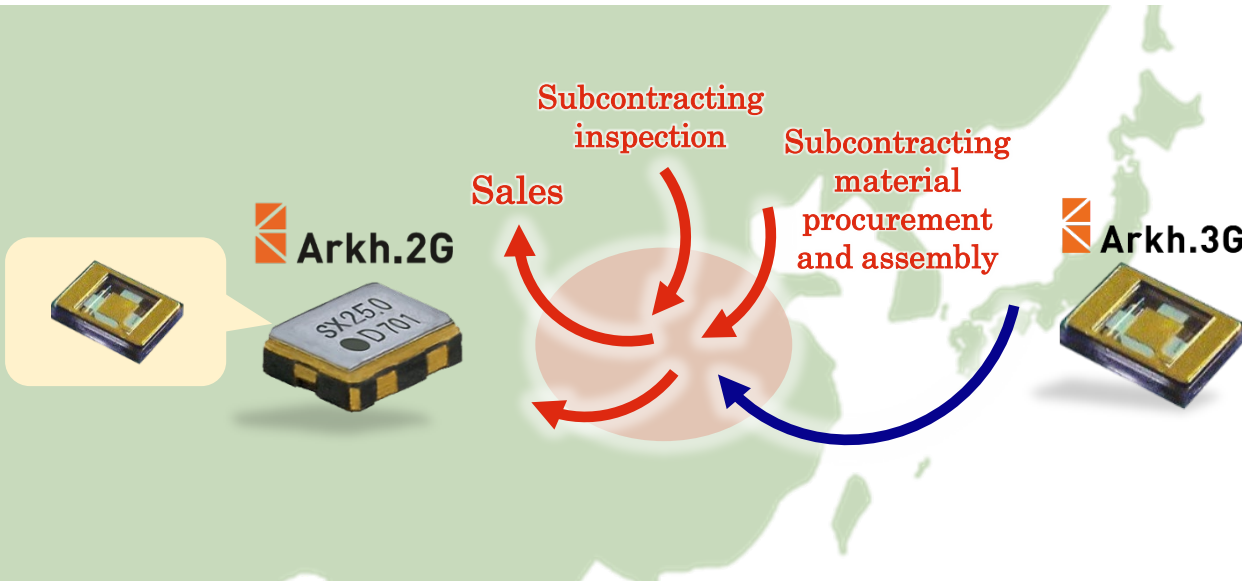 Subcontracting
inspection
Subcontracting
material
procurement
and assembly
Sales
Arkh.2G
Arkh.3G
SX25.0
D701